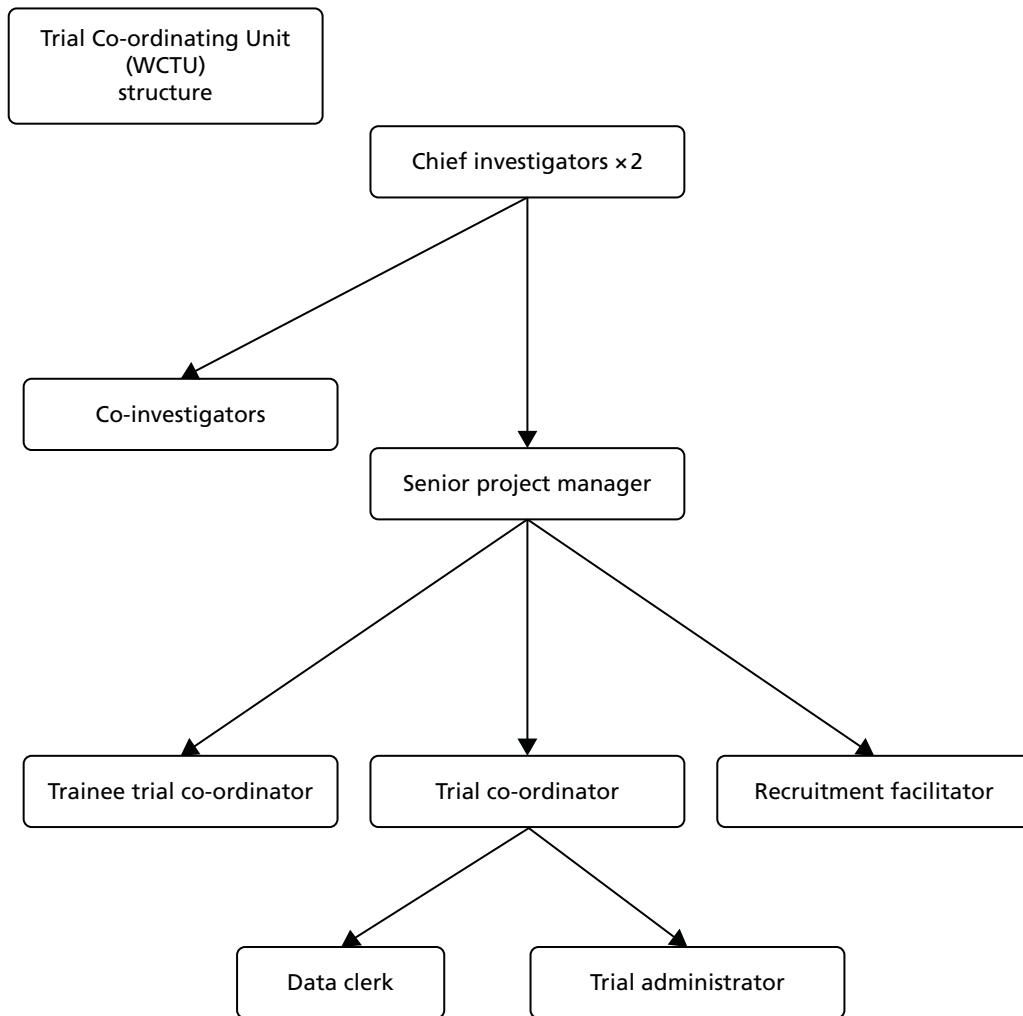 Trial Co-ordinating Unit
(WCTU)
structure
Chief investigators ×2
Co-investigators
Senior project manager
Trainee trial co-ordinator
Trial co-ordinator
Recruitment facilitator
Data clerk
Trial administrator